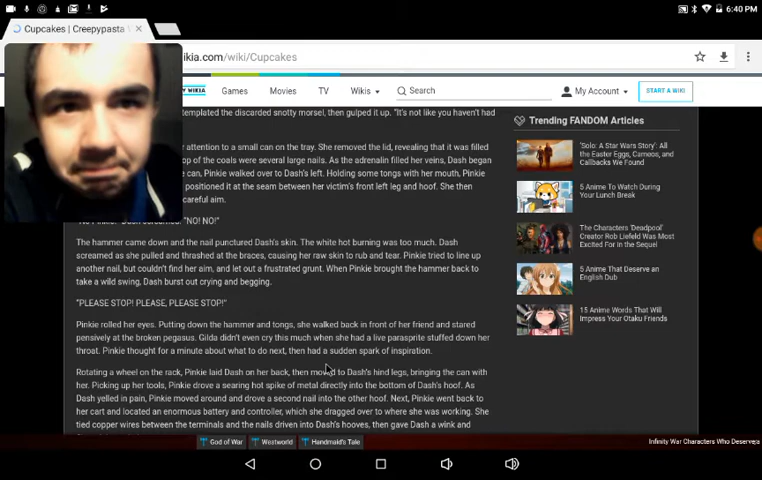 6:40 PM
Cupcakes | Creepypasta
ikia.com/wiki/Cupcakes
WIKIA Games Movies TV Wikis Search My Account START A WIKI
templated the discarded snotty morsel, then gulped it up. "It's not like you haven't had
Trending FANDOM Articles
attention to a small can on the tray. She removed the lid, revealing that it was filled
top of the coals were several large nails. As the adrenalin filled her veins, Dash began
e can, Pinkie walked over to Dash's left. Holding some tongs with her mouth, Pinkie
positioned it at the seam between her victim's front left leg and hoof. She then
careful aim.
Dash screamed. "NO! NO!"
The hammer came down and the nail punctured Dash's skin. The white hot burning was too much. Dash
screamed as she pulled and thrashed at the braces, causing her raw skin to rub and tear. Pinkie tried to line up
another nail, but couldn't find her aim, and let out a frustrated grunt. When Pinkie brought the hammer back to
take a wild swing, Dash burst out crying and begging.
"PLEASE STOP! PLEASE, PLEASE STOP!"
Pinkie rolled her eyes. Putting down the hammer and tongs, she walked back in front of her friend and stared
pensively at the broken pegasus. Gilda didn't even cry this much when she had a live parasprite stuffed down her
throat. Pinkie thought for a minute about what to do next, then had a sudden spark of inspiration.
Rotating a wheel on the rack, Pinkie laid Dash on her back, then moved to Dash's hind legs, bringing the can with
her. Picking up her tools, Pinkie drove a searing hot spike of metal directly into the bottom of Dash's hoof. As
Dash yelled in pain, Pinkie moved around and drove a second nail into the other hoof. Next, Pinkie went back to
her cart and located an enormous battery and controller, which she dragged over to where she was working. She
tied copper wires between the terminals and the nails driven into Dash's hooves, then gave Dash a wink and
'Solo: A Star Wars Story': All
the Easter Eggs, Cameos, and
Callbacks We Found
5 Anime To Watch During
Your Lunch Break
The Characters 'Deadpool'
Creator Rob Liefeld Was Most
Excited For In the Sequel
5 Anime That Deserve an
English Dub
15 Anime Words That Will
Impress Your Otaku Friends
God of War Westworld Handmaid's Tale
Infinity War Characters Who Deserve